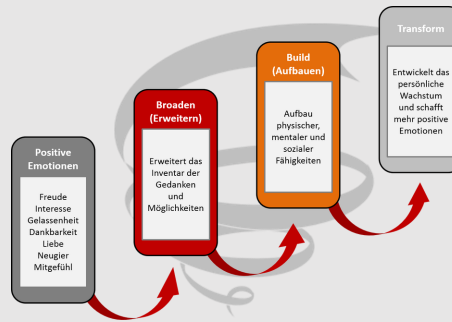 Positive
Emotionen
Freude
Interesse
Gelassenheit
Dankbarkeit
Liebe
Neugier
Mitgefühl
Broaden
(Erweitern)
Erweitert das
Inventar der
Gedanken
und
Möglichkeiten
Build
(Aufbauen)
Aufbau
physischer,
mentaler und
sozialer
Fähigkeiten
Transform
Entwickelt das
persönliche
Wachstum
und schafft
mehr positive
Emotionen